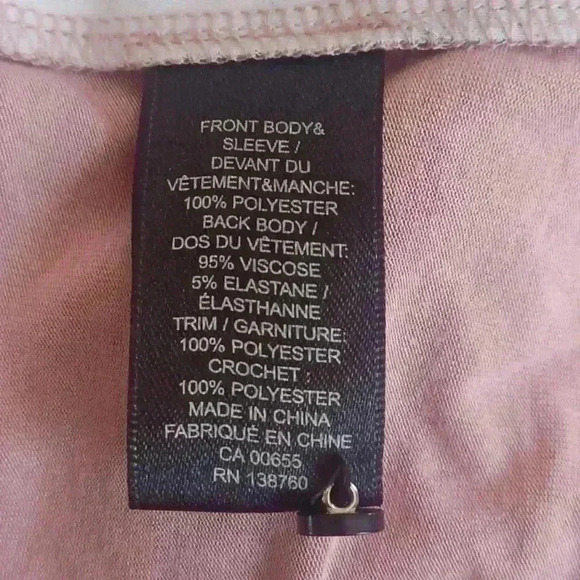 FRONT BODY&
SLEEVE /
DEVANT DU
VÊTEMENT&MANCHE:
100% POLYESTER
BACK BODY /
DOS DU VÊTEMENT:
95% VISCOSE
5% ELASTANE /
ÉLASTHANNE
TRIM / GARNITURE:
100% POLYESTER
CROCHET :
100% POLYESTER
MADE IN CHINA
FABRIQUÉ EN CHINE
CA 00655
RN 138760